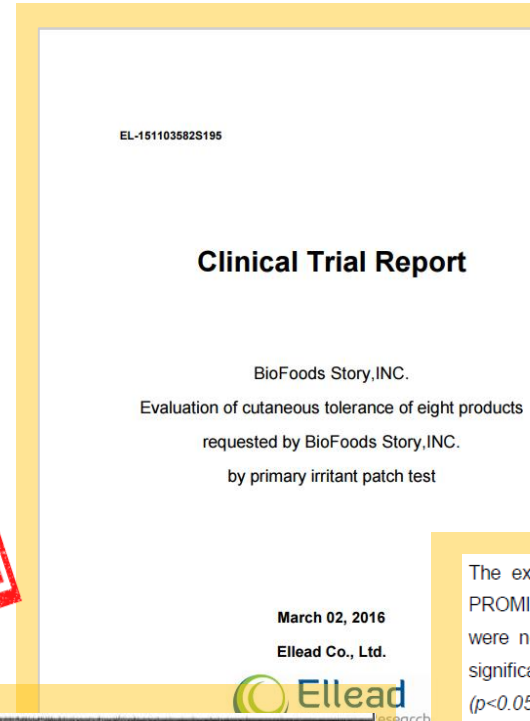 EL-151103582S195
Clinical Trial Report
BioFoods Story,INC.
Evaluation of cutaneous tolerance of eight products
requested by BioFoods Story,INC.
by primary irritant patch test
March 02, 2016
Ellead Co., Ltd.
Ellead
The ex
PROMI
were n
significa
(p<0.05